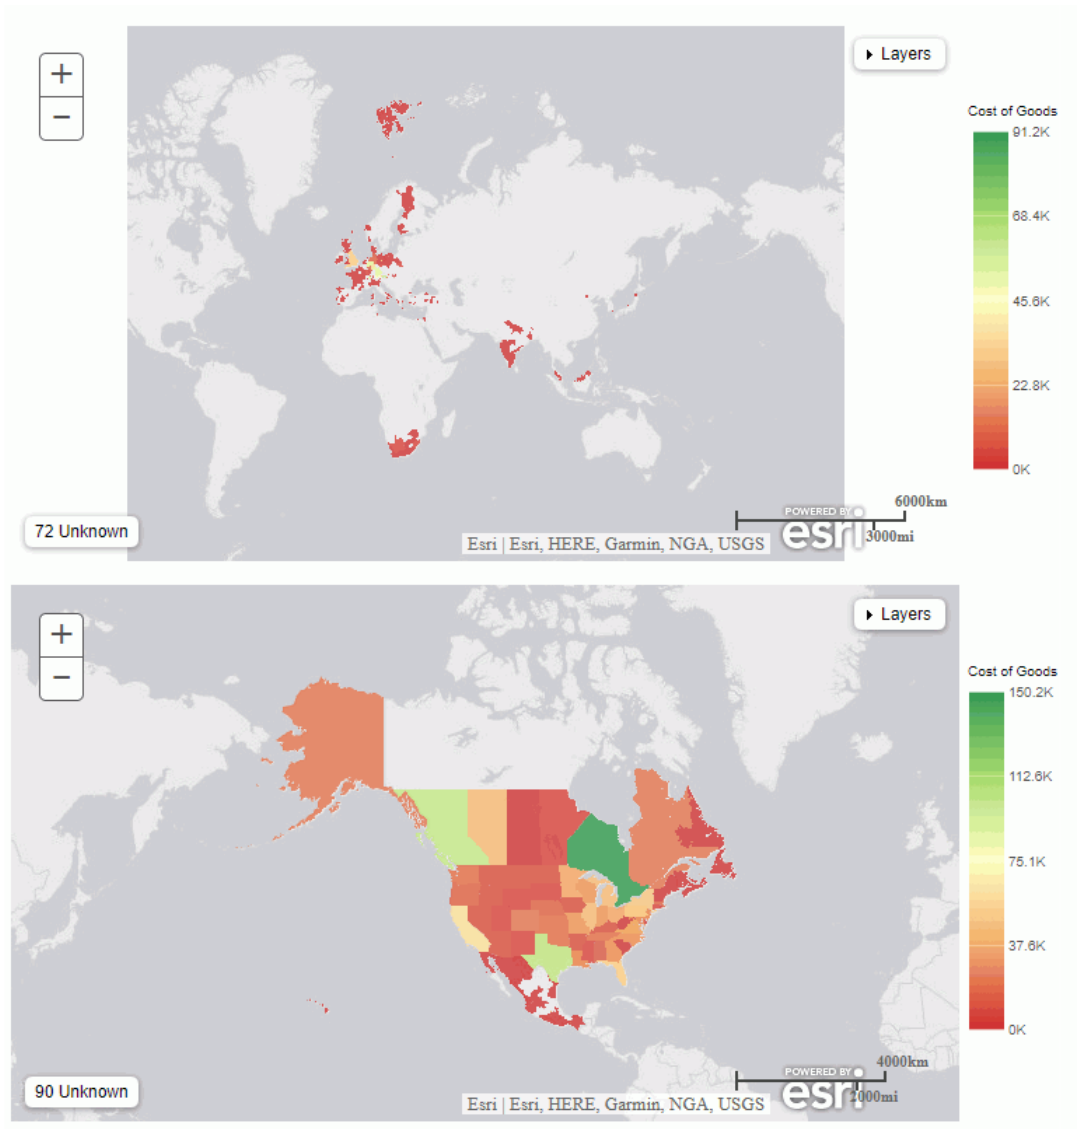 +
−
Layers
Cost of Goods
91.2K
68.4K
45.6K
22.8K
0K
72 Unknown
6000km
POWERED BY
esri
3000mi
Esri | Esri, HERE, Garmin, NGA, USGS
+
−
Layers
Cost of Goods
150.2K
112.6K
75.1K
37.6K
0K
90 Unknown
4000km
POWERED BY
esri
2000mi
Esri | Esri, HERE, Garmin, NGA, USGS